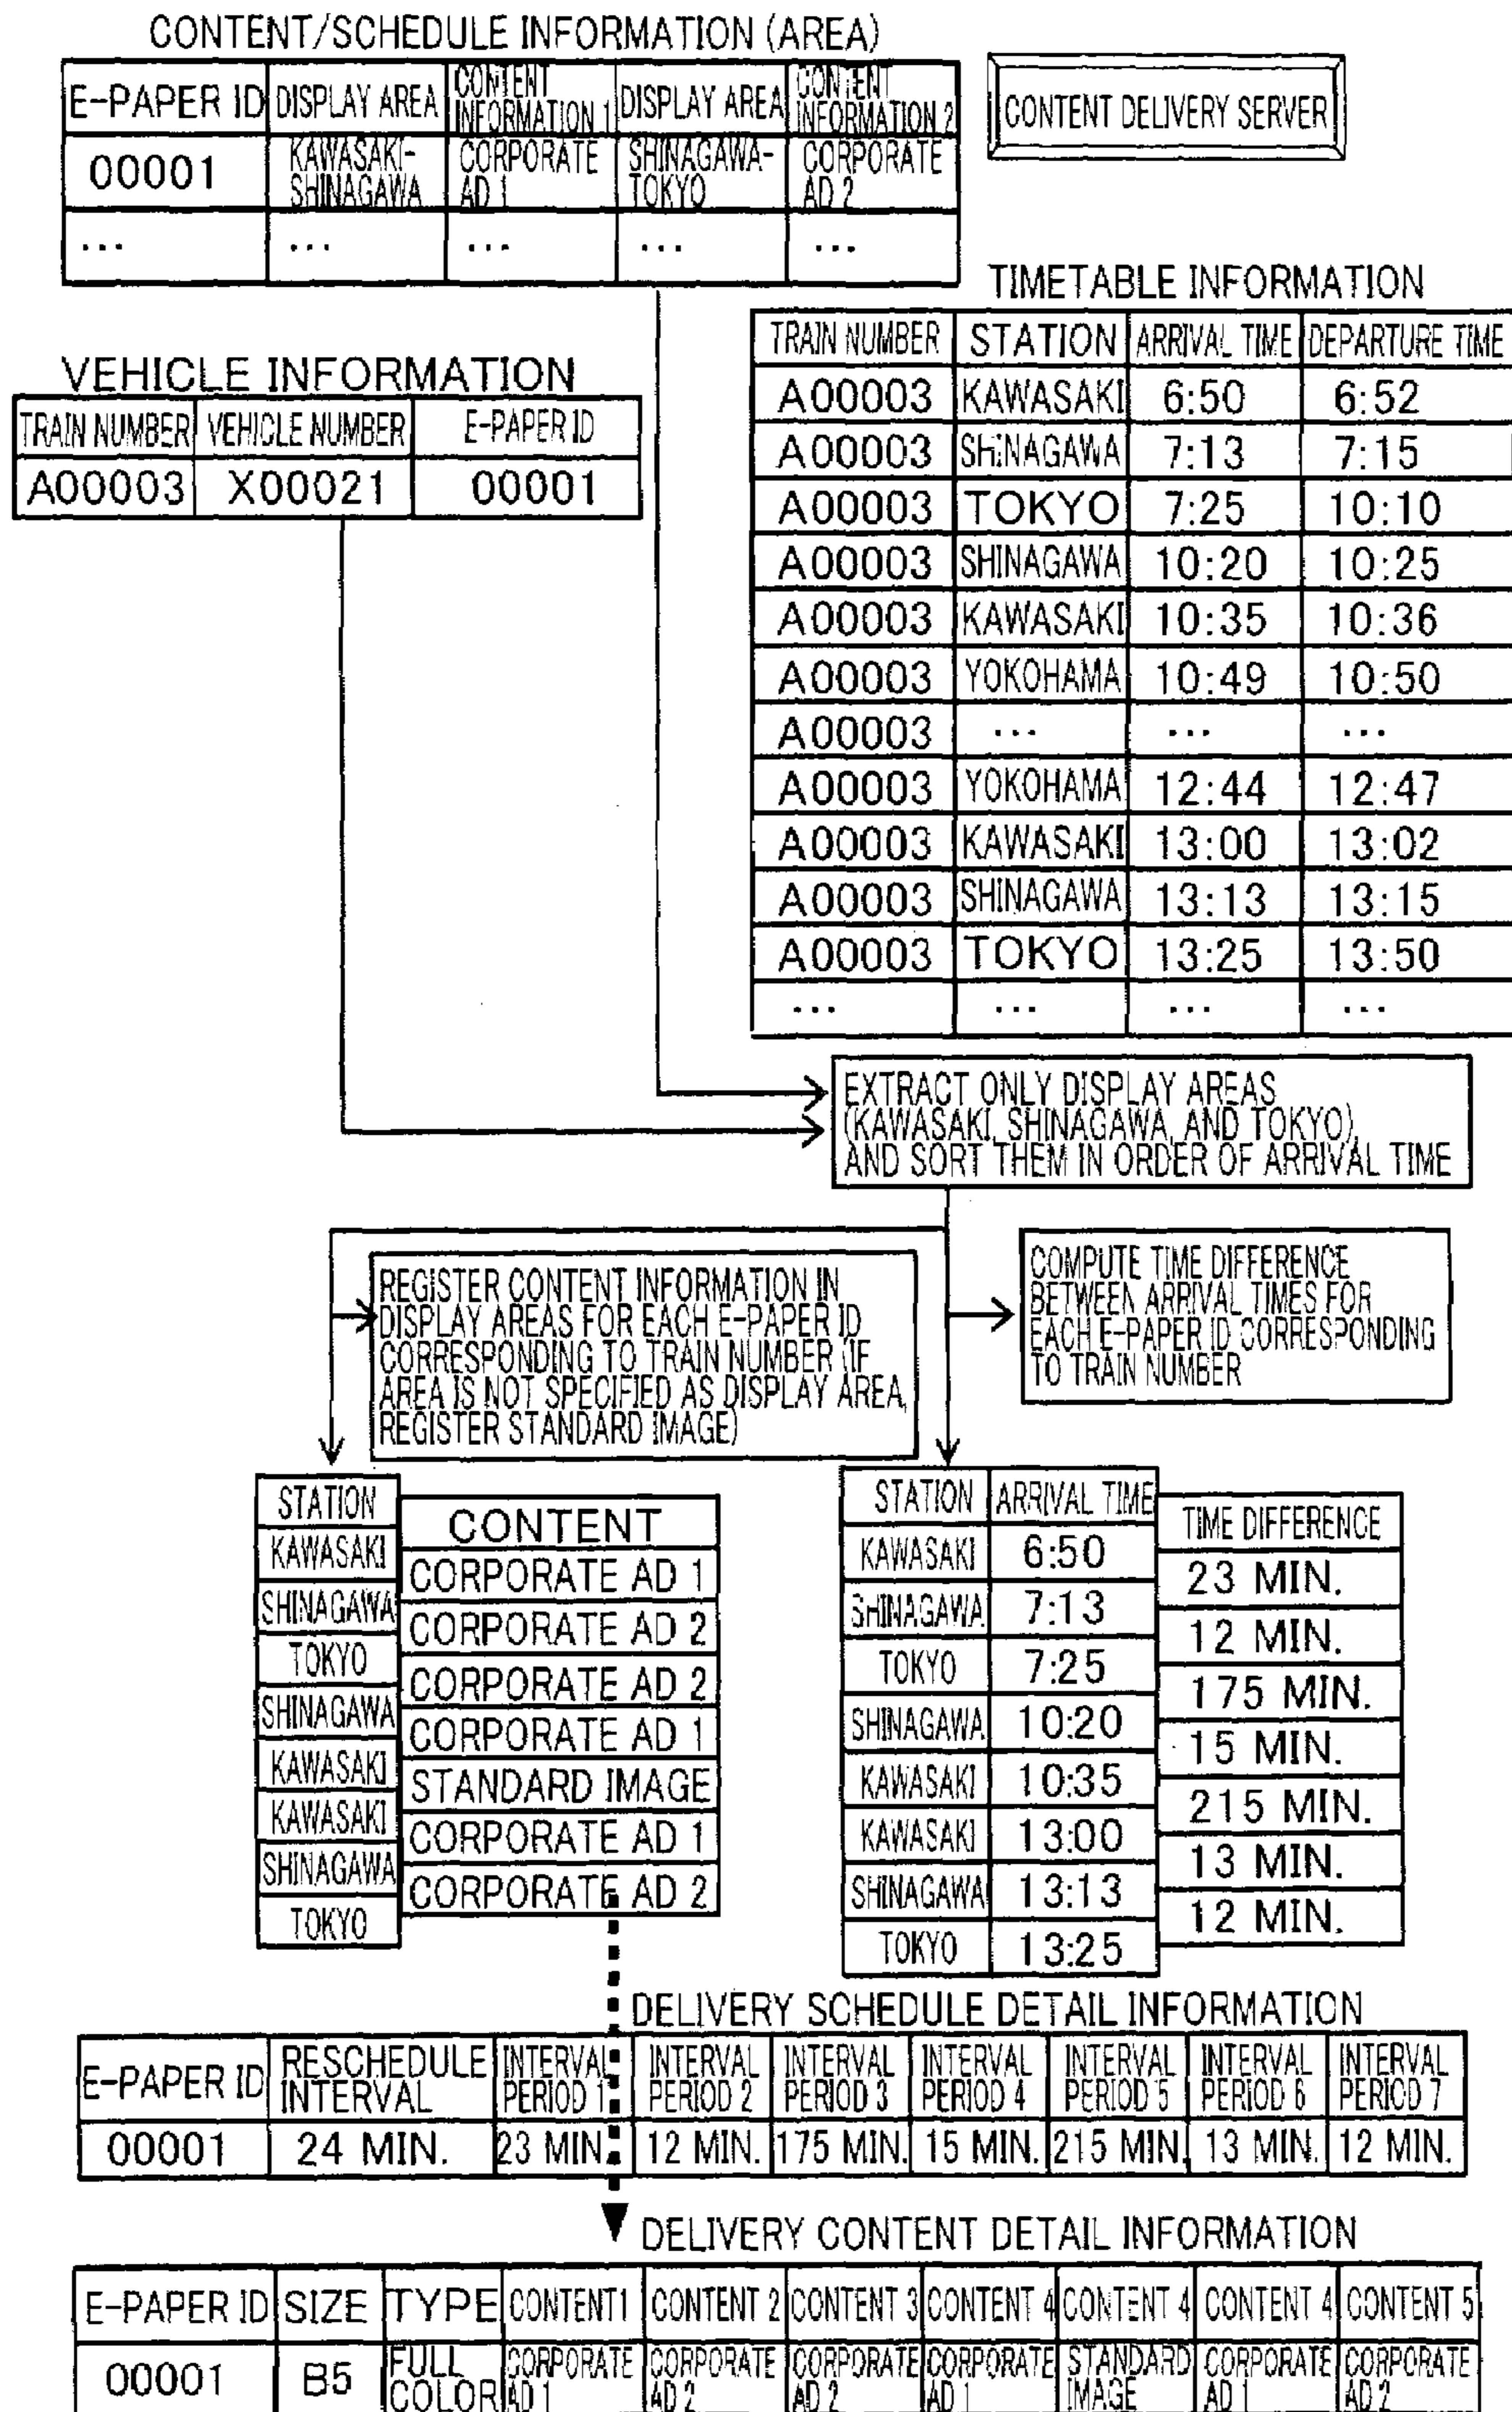 CONTENT/SCHEDULE INFORMATION (AREA)
E-PAPER ID DISPLAY AREA CONTENT INFORMATION 1 DISPLAY AREA CONTENT INFORMATION 2
00001 KAWASAKI-SHINAGAWA CORPORATE AD 1 SHINAGAWA-TOKYO CORPORATE AD 2
... ... ... ... ...
CONTENT DELIVERY SERVER
VEHICLE INFORMATION
TRAIN NUMBER VEHICLE NUMBER E-PAPER ID
A00003 X00021 00001
TIMETABLE INFORMATION
TRAIN NUMBER STATION ARRIVAL TIME DEPARTURE TIME
A00003 KAWASAKI 6:50 6:52
A00003 SHINAGAWA 7:13 7:15
A00003 TOKYO 7:25 10:10
A00003 SHINAGAWA 10:20 10:25
A00003 KAWASAKI 10:35 10:36
A00003 YOKOHAMA 10:49 10:50
A00003 ... ... ...
A00003 YOKOHAMA 12:44 12:47
A00003 KAWASAKI 13:00 13:02
A00003 SHINAGAWA 13:13 13:15
A00003 TOKYO 13:25 13:50
... ... ... ...
EXTRACT ONLY DISPLAY AREAS
(KAWASAKI, SHINAGAWA, AND TOKYO),
AND SORT THEM IN ORDER OF ARRIVAL TIME
REGISTER CONTENT INFORMATION IN
DISPLAY AREAS FOR EACH E-PAPER ID
CORRESPONDING TO TRAIN NUMBER (IF
AREA IS NOT SPECIFIED AS DISPLAY AREA,
REGISTER STANDARD IMAGE)
COMPUTE TIME DIFFERENCE
BETWEEN ARRIVAL TIMES FOR
EACH E-PAPER ID CORRESPONDING
TO TRAIN NUMBER
STATION
KAWASAKI
SHINAGAWA
TOKYO
SHINAGAWA
KAWASAKI
KAWASAKI
SHINAGAWA
TOKYO
CONTENT
CORPORATE AD 1
CORPORATE AD 2
CORPORATE AD 2
CORPORATE AD 1
STANDARD IMAGE
CORPORATE AD 1
CORPORATE AD 2
STATION ARRIVAL TIME
KAWASAKI 6:50
SHINAGAWA 7:13
TOKYO 7:25
SHINAGAWA 10:20
KAWASAKI 10:35
KAWASAKI 13:00
SHINAGAWA 13:13
TOKYO 13:25
TIME DIFFERENCE
23 MIN.
12 MIN.
175 MIN.
15 MIN.
215 MIN.
13 MIN.
12 MIN.
DELIVERY SCHEDULE DETAIL INFORMATION
E-PAPER ID RESCHEDULE INTERVAL INTERVAL PERIOD 1 INTERVAL PERIOD 2 INTERVAL PERIOD 3 INTERVAL PERIOD 4 INTERVAL PERIOD 5 INTERVAL PERIOD 6 INTERVAL PERIOD 7
00001 24 MIN. 23 MIN. 12 MIN. 175 MIN. 15 MIN. 215 MIN. 13 MIN. 12 MIN.
DELIVERY CONTENT DETAIL INFORMATION
E-PAPER ID SIZE TYPE CONTENT1 CONTENT 2 CONTENT 3 CONTENT 4 CONTENT 4 CONTENT 4 CONTENT 5
00001 B5 FULL COLOR CORPORATE AD 1 CORPORATE AD 2 CORPORATE AD 2 CORPORATE AD 1 STANDARD IMAGE CORPORATE AD 1 CORPORATE AD 2